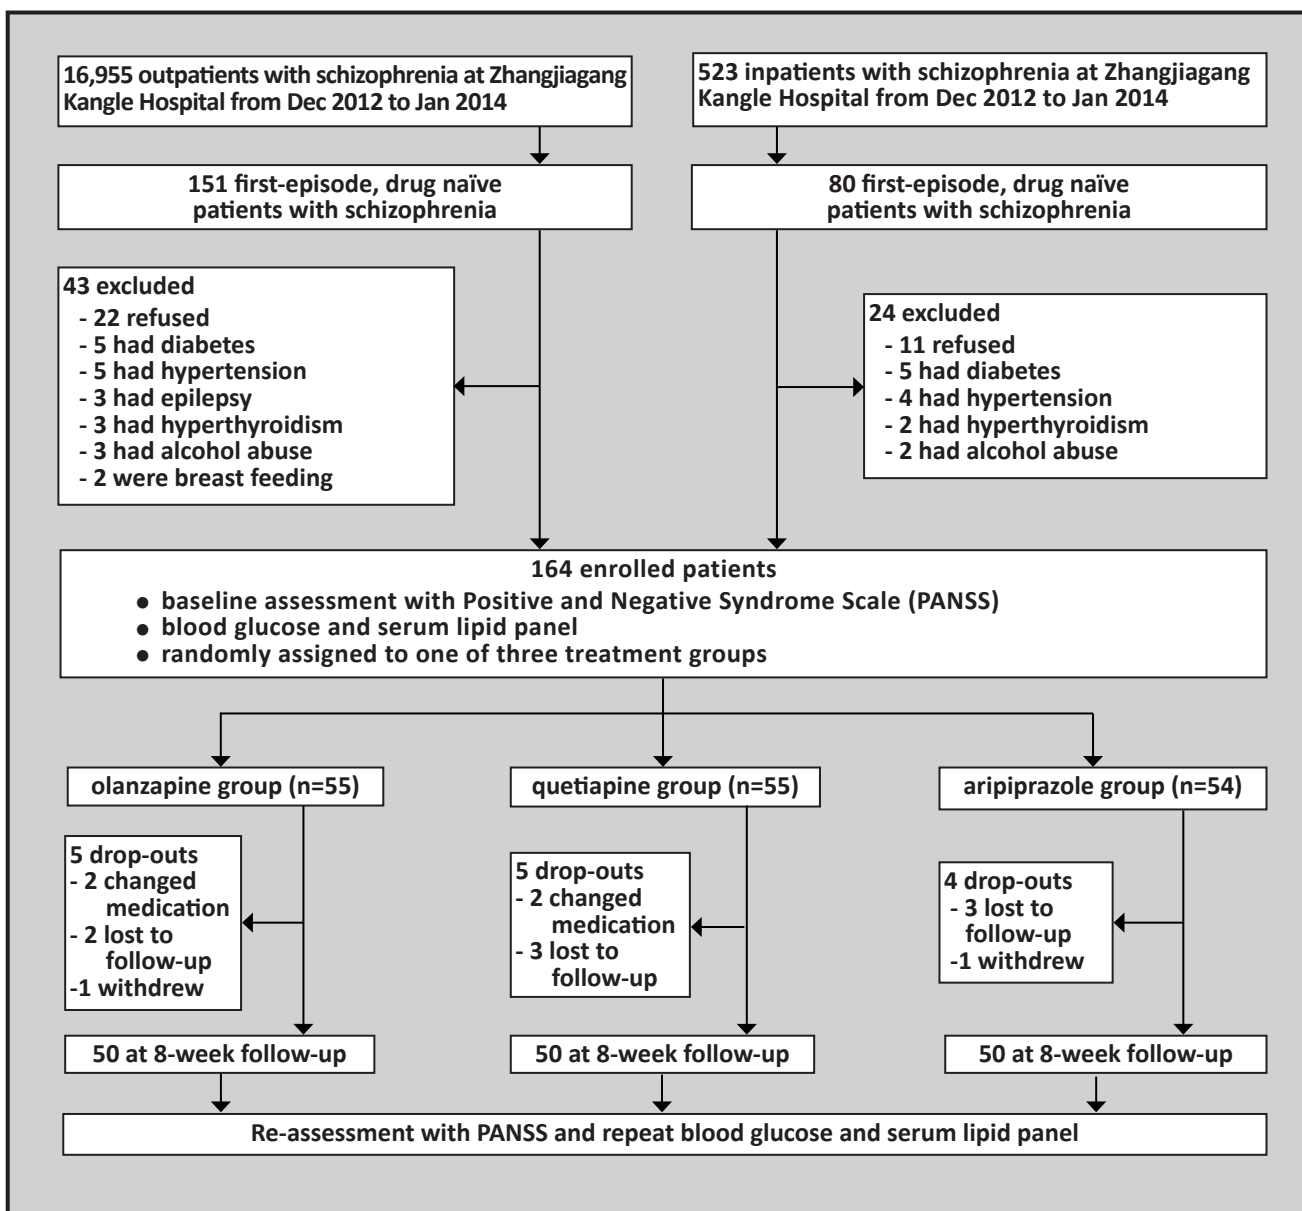 16,955 outpatients with schizophrenia at Zhangjiagang
Kangle Hospital from Dec 2012 to Jan 2014
523 inpatients with schizophrenia at Zhangjiagang
Kangle Hospital from Dec 2012 to Jan 2014
151 first-episode, drug naïve
patients with schizophrenia
80 first-episode, drug naïve
patients with schizophrenia
43 excluded
- 22 refused
- 5 had diabetes
- 5 had hypertension
- 3 had epilepsy
- 3 had hyperthyroidism
- 3 had alcohol abuse
- 2 were breast feeding
24 excluded
- 11 refused
- 5 had diabetes
- 4 had hypertension
- 2 had hyperthyroidism
- 2 had alcohol abuse
164 enrolled patients
● baseline assessment with Positive and Negative Syndrome Scale (PANSS)
● blood glucose and serum lipid panel
● randomly assigned to one of three treatment groups
olanzapine group (n=55)
quetiapine group (n=55)
aripiprazole group (n=54)
5 drop-outs
- 2 changed
medication
- 2 lost to
follow-up
-1 withdrew
5 drop-outs
- 2 changed
medication
- 3 lost to
follow-up
4 drop-outs
- 3 lost to
follow-up
-1 withdrew
50 at 8-week follow-up
50 at 8-week follow-up
50 at 8-week follow-up
Re-assessment with PANSS and repeat blood glucose and serum lipid panel